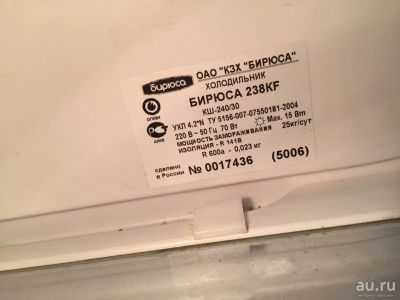 бирюса
ОАО "КЗХ "БИРЮСА"
ХОЛОДИЛЬНИК
БИРЮСА 238KF
КШ-240/30
УХЛ 4.2*N ТУ 5156-007-07550181-2004
220 В ~ 50 Гц 70 Вт Мах. 15 Вт
МОЩНОСТЬ ЗАМОРАЖИВАНИЯ 25кг/сут
ИЗОЛЯЦИЯ - R 141B
R 600a - 0,023 кг
сделано
в России № 0017436 (5006)
au.ru